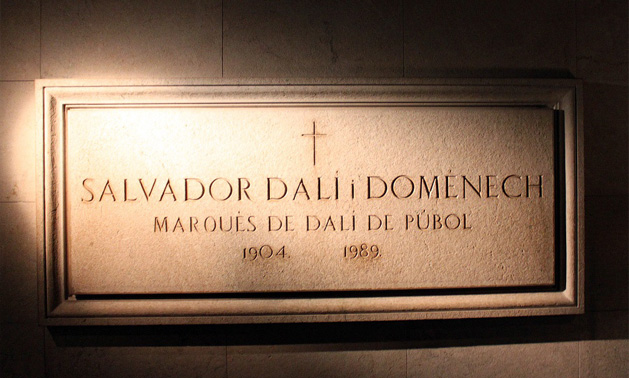 SALVADOR DALÍ i DOMÈNECH
MARQUÈS DE DALÍ DE PÚBOL
1904. 1989.